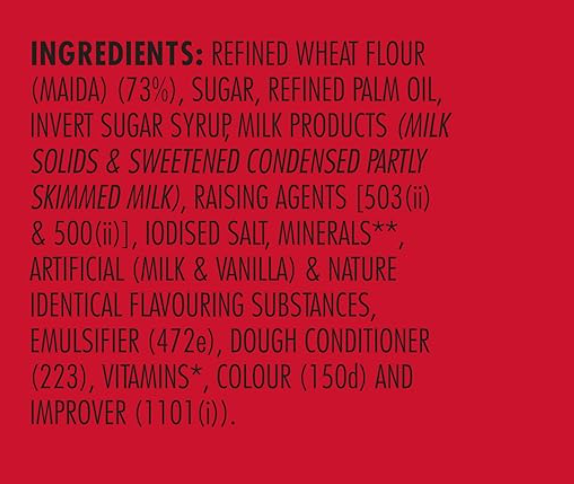 INGREDIENTS: REFINED WHEAT FLOUR
(MAIDA) (73%), SUGAR, REFINED PALM OIL,
INVERT SUGAR SYRUP, MILK PRODUCTS (MILK
SOLIDS & SWEETENED CONDENSED PARTLY
SKIMMED MILK), RAISING AGENTS [503(ii)
& 500(ii)], IODISED SALT, MINERALS**,
ARTIFICIAL (MILK & VANILLA) & NATURE
IDENTICAL FLAVOURING SUBSTANCES,
EMULSIFIER (472e), DOUGH CONDITIONER
(223), VITAMINS*, COLOUR (150d) AND
IMPROVER (1101(i)).